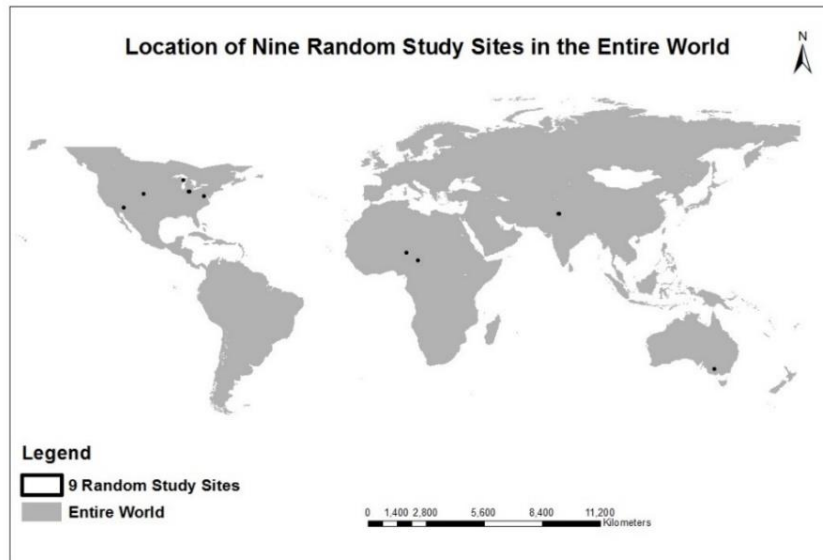 Location of Nine Random Study Sites in the Entire World
N
Legend
9 Random Study Sites
Entire World
0 1,400 2,800 5,600 8,400 11,200
Kilometers